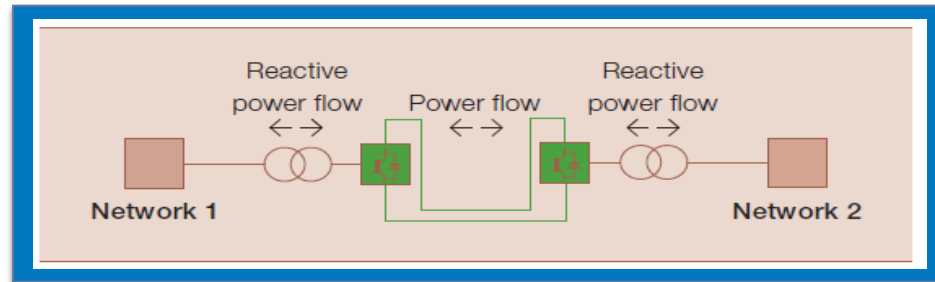 Reactive
power flow
Power flow
Reactive
power flow
Network 1
Network 2